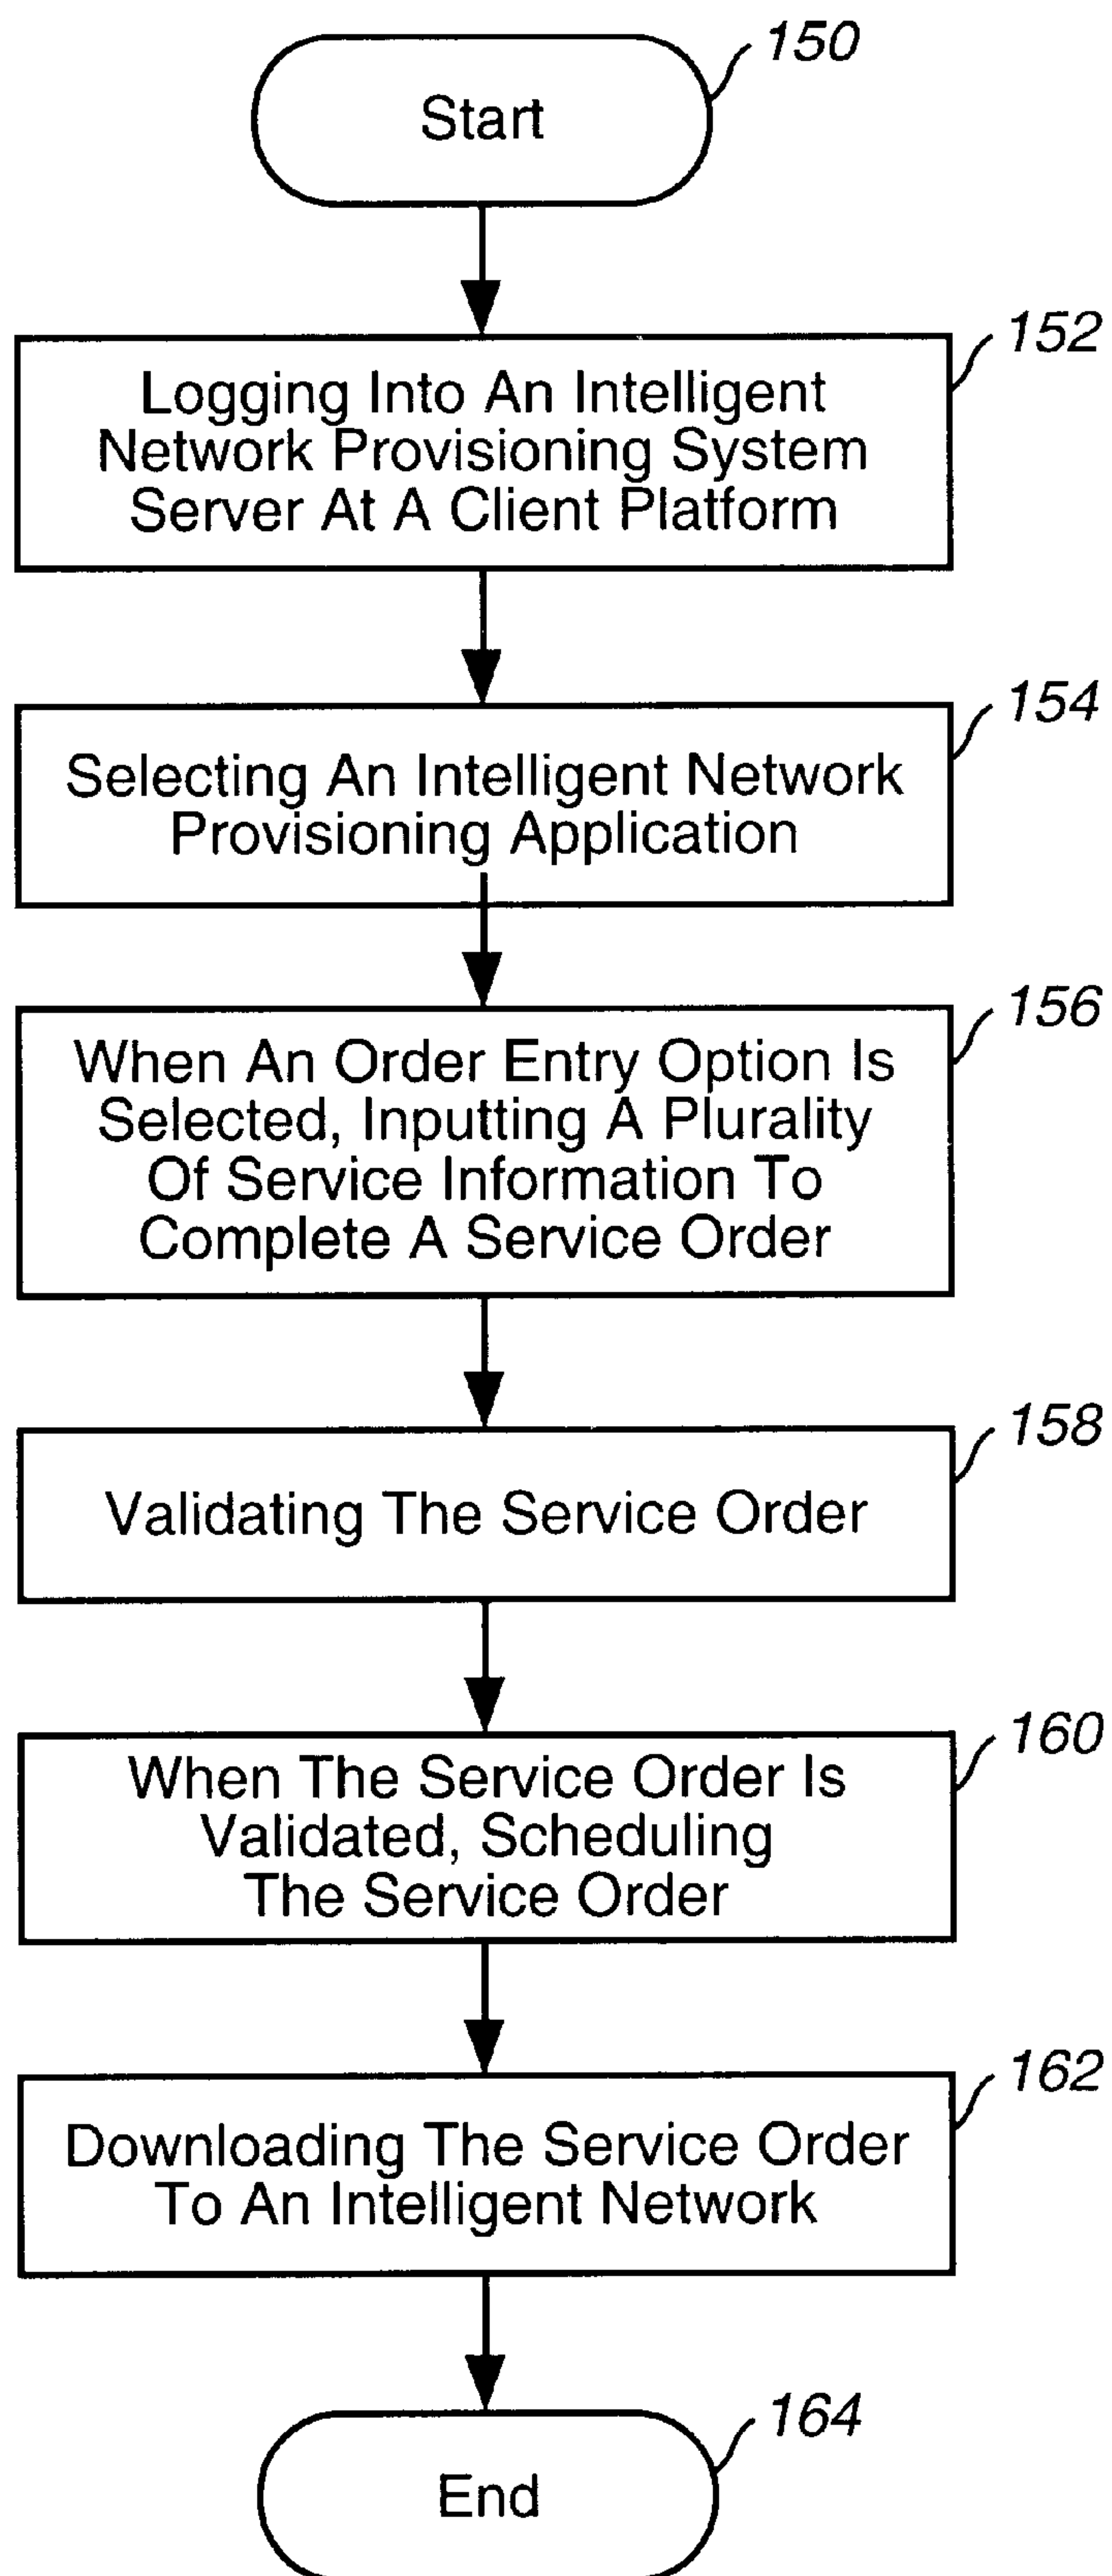 150
Start
152
Logging Into An Intelligent
Network Provisioning System
Server At A Client Platform
154
Selecting An Intelligent Network
Provisioning Application
156
When An Order Entry Option Is
Selected, Inputting A Plurality
Of Service Information To
Complete A Service Order
158
Validating The Service Order
160
When The Service Order Is
Validated, Scheduling
The Service Order
162
Downloading The Service Order
To An Intelligent Network
164
End